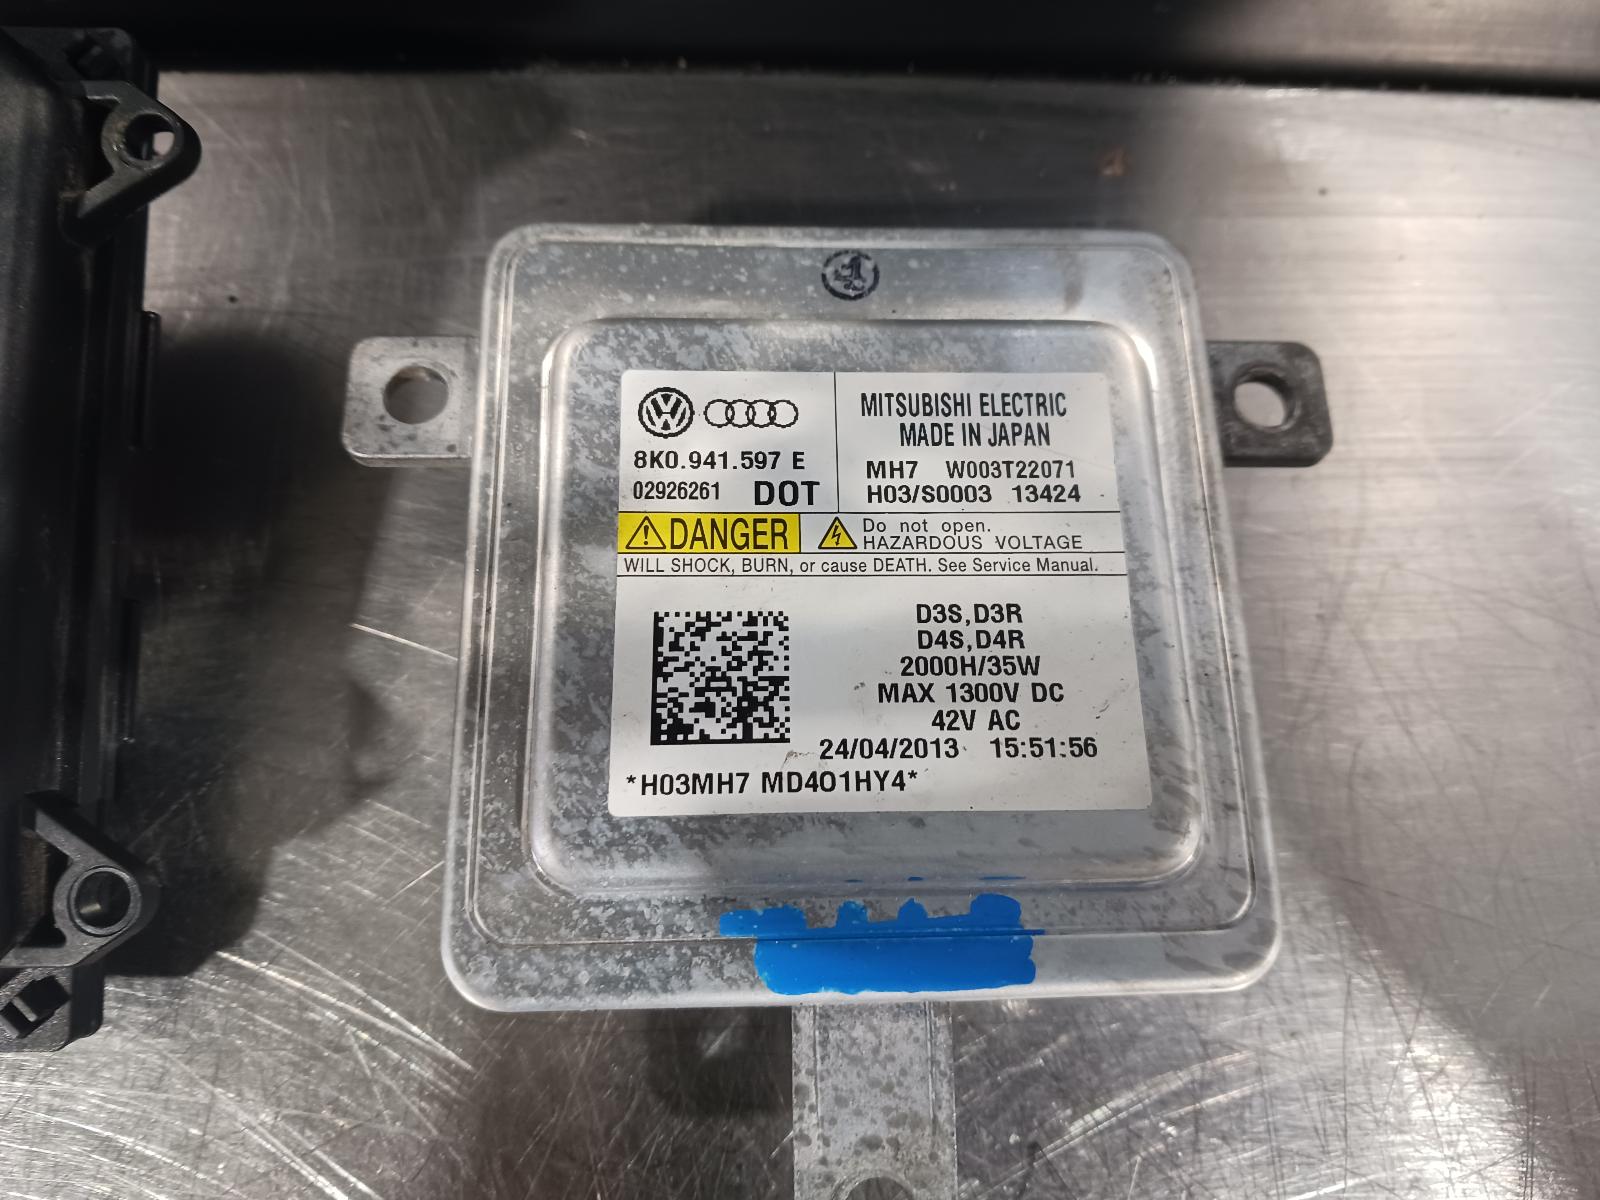 8K0.941.597 E
02926261 DOT
MITSUBISHI ELECTRIC
MADE IN JAPAN
MH7 W003T22071
H03/S0003 13424
DANGER
Do not open.
HAZARDOUS VOLTAGE
WILL SHOCK, BURN, or cause DEATH. See Service Manual.
D3S,D3R
D4S,D4R
2000H/35W
MAX 1300V DC
42V AC
24/04/2013 15:51:56
*H03MH7 MD401HY4*